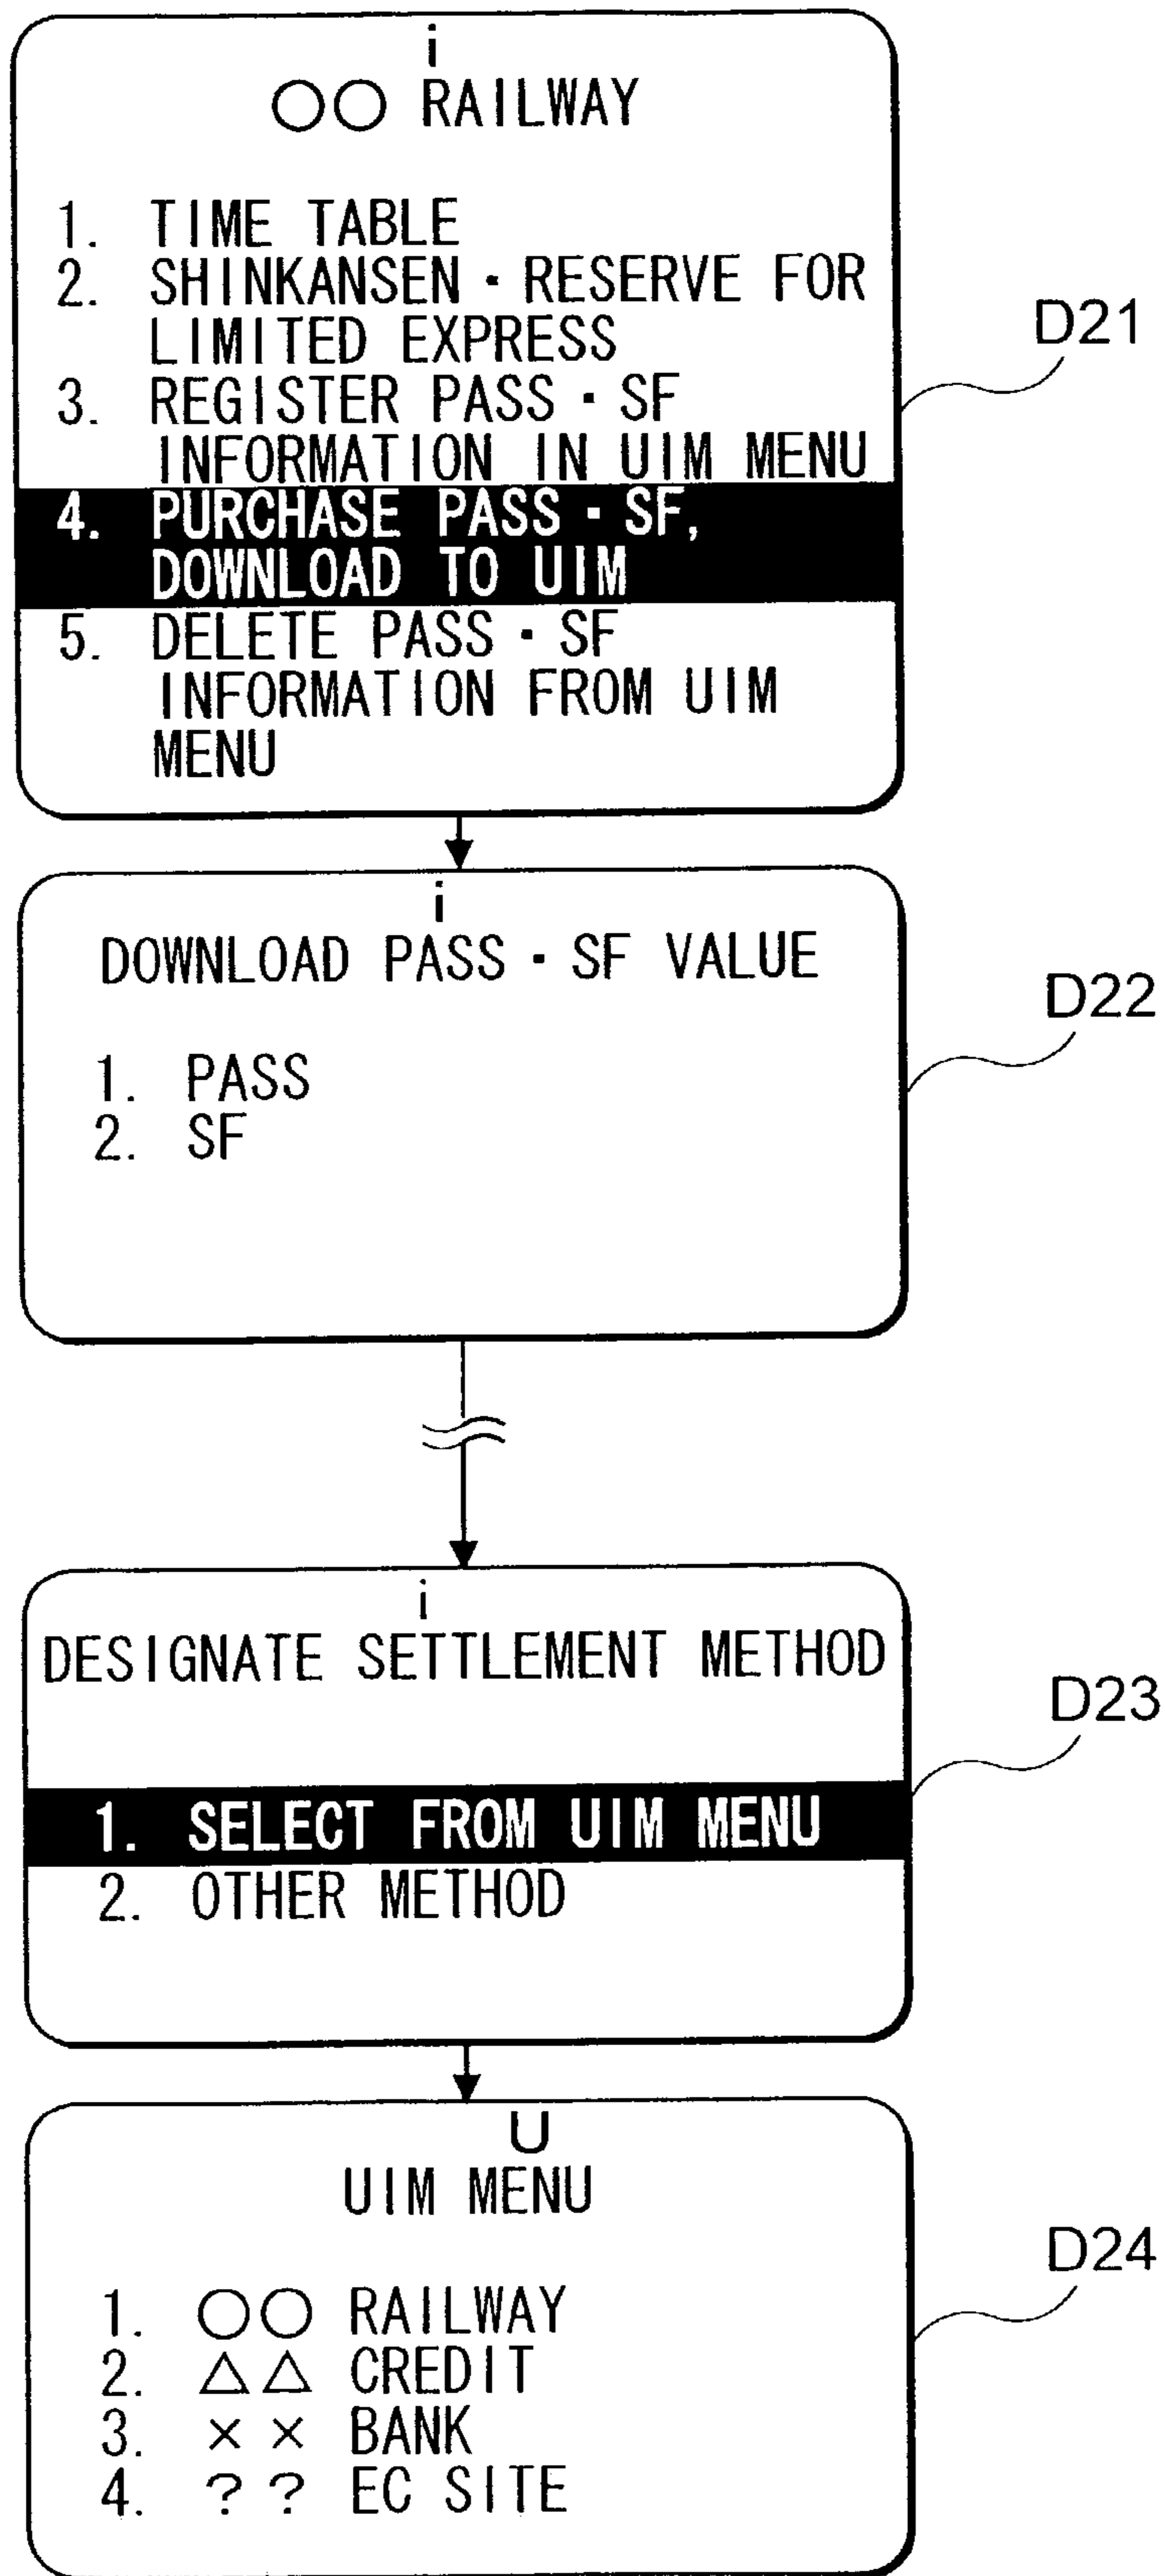 i
○○ RAILWAY
1. TIME TABLE
2. SHINKANSEN・RESERVE FOR
LIMITED EXPRESS
3. REGISTER PASS・SF
INFORMATION IN UIM MENU
4. PURCHASE PASS・SF,
DOWNLOAD TO UIM
5. DELETE PASS・SF
INFORMATION FROM UIM
MENU
D21
i
DOWNLOAD PASS・SF VALUE
1. PASS
2. SF
D22
i
DESIGNATE SETTLEMENT METHOD
1. SELECT FROM UIM MENU
2. OTHER METHOD
D23
U
UIM MENU
1. ○○ RAILWAY
2. △△ CREDIT
3. ×× BANK
4. ?? EC SITE
D24